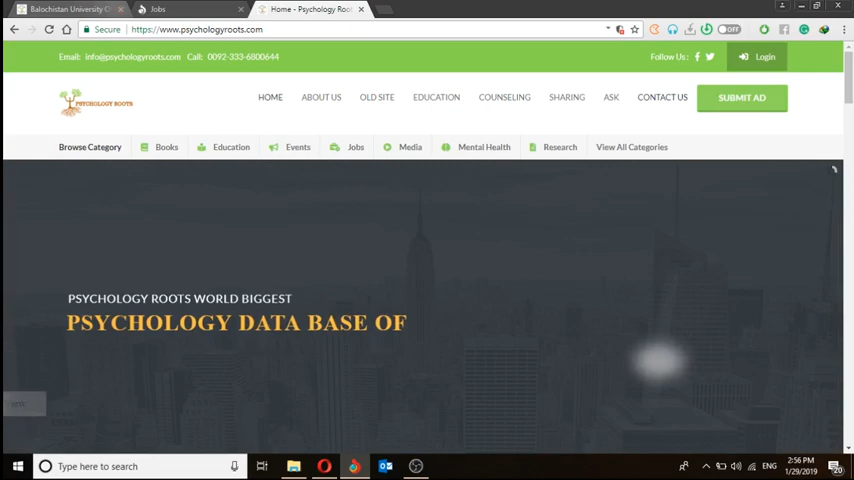 Balochistan University O
Jobs
Home - Psychology Root
Secure
https://www.psychologyroots.com
OFF
Email: info@psychologyroots.com Call: 0092-333-6800644
Follow Us :
Login
PSYCHOLOGY ROOTS
HOME
ABOUT US
OLD SITE
EDUCATION
COUNSELING
SHARING
ASK
CONTACT US
SUBMIT AD
Browse Category
Books
Education
Events
Jobs
Media
Mental Health
Research
View All Categories
PSYCHOLOGY ROOTS WORLD BIGGEST
PSYCHOLOGY DATA BASE OF
Type here to search
ENG
2:56 PM
1/29/2019
20